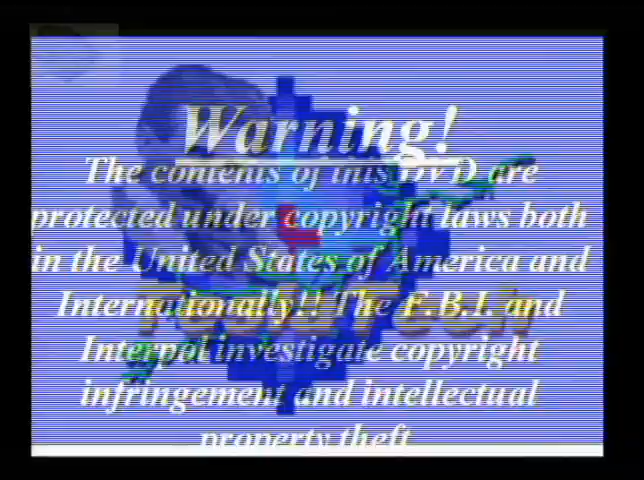 Warning!
The contents of this DVD are
protected under copyright laws both
in the United States of America and
Internationally!! The F.B.I. and
Interpol investigate copyright
infringement and intellectual
property theft